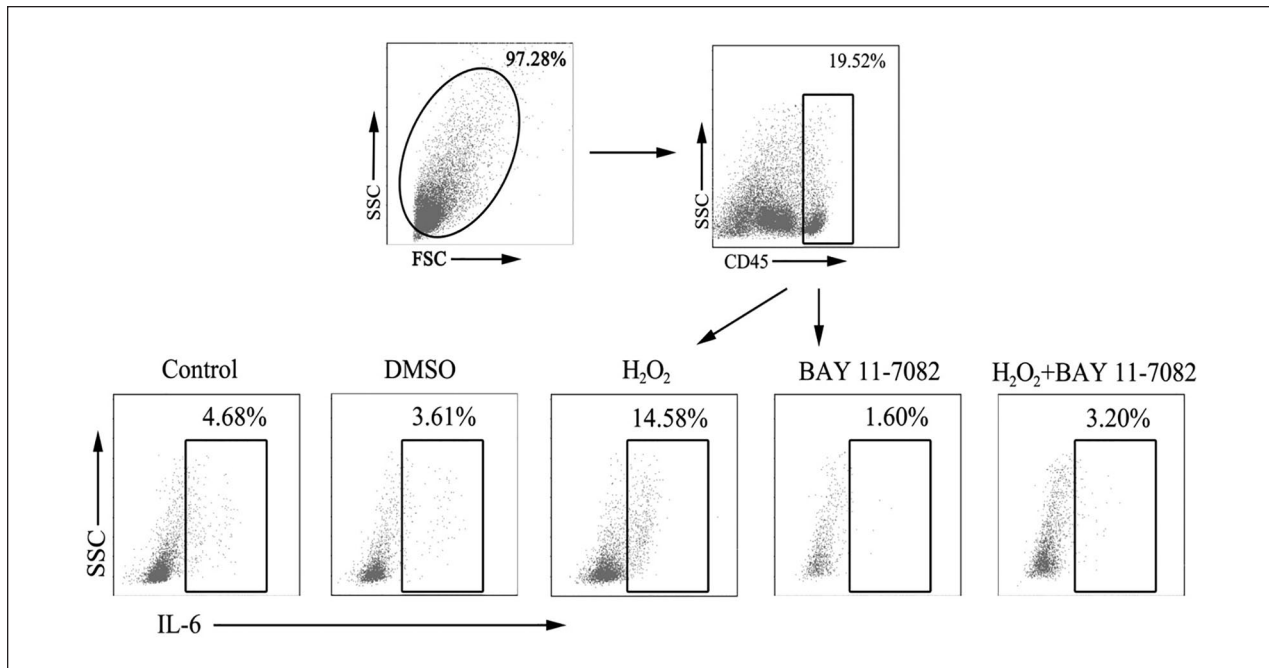 97.28%
SSC
FSC
19.52%
SSC
CD45
Control
DMSO
H₂O₂
BAY 11-7082
H₂O₂+BAY 11-7082
4.68%
3.61%
14.58%
1.60%
3.20%
SSC
IL-6